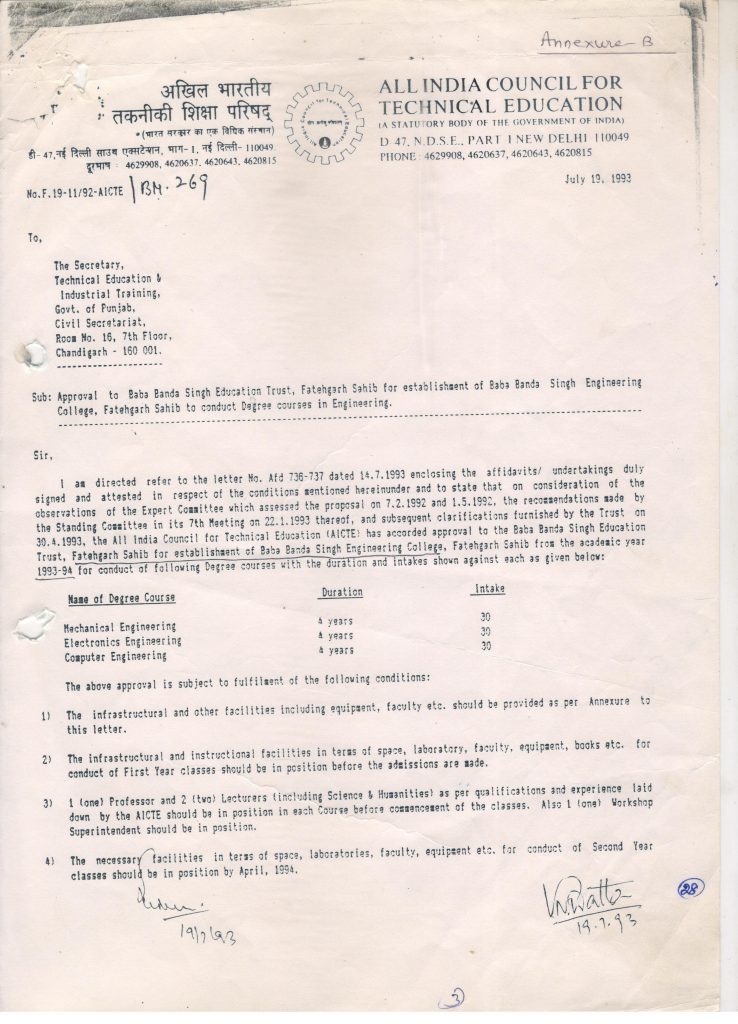 Annexure - B
अखिल भारतीय
तकनीकी शिक्षा परिषद्
(भारत सरकार का एक विधिक संस्थान)
डी-47, नई दिल्ली साउथ एक्सटेंशन, भाग-I, नई दिल्ली-110049
दूरभाष : 4629908, 4620637, 4620643, 4620815
ALL INDIA COUNCIL FOR
TECHNICAL EDUCATION
(A STATUTORY BODY OF THE GOVERNMENT OF INDIA)
D-47, N.D.S.E., PART I NEW DELHI 110049
PHONE : 4629908, 4620637, 4620643, 4620815
No.F.19-11/92-AICTE / BM. 269
July 19, 1993
To,
The Secretary,
Technical Education &
Industrial Training,
Govt. of Punjab,
Civil Secretariat,
Room No. 16, 7th Floor,
Chandigarh - 160 001.
Sub: Approval to Baba Banda Singh Education Trust, Fatehgarh Sahib for establishment of Baba Banda Singh Engineering
College, Fatehgarh Sahib to conduct Degree courses in Engineering.
Sir,
I am directed refer to the letter No. Afd 736-737 dated 14.7.1993 enclosing the affidavits/ undertakings duly
signed and attested in respect of the conditions mentioned hereinunder and to state that on consideration of the
observations of the Expert Committee which assessed the proposal on 7.2.1992 and 1.5.1992, the recommendations made by
the Standing Committee in its 7th Meeting on 22.1.1993 thereof, and subsequent clarifications furnished by the Trust on
30.4.1993, the All India Council for Technical Education (AICTE) has accorded approval to the Baba Banda Singh Education
Trust, Fatehgarh Sahib for establishment of Baba Banda Singh Engineering College, Fatehgarh Sahib from the academic year
1993-94 for conduct of following Degree courses with the duration and intakes shown against each as given below:
Name of Degree Course Duration Intake
Mechanical Engineering 4 years 30
Electronics Engineering 4 years 30
Computer Engineering 4 years 30
The above approval is subject to fulfilment of the following conditions:
1) The infrastructural and other facilities including equipment, faculty etc. should be provided as per Annexure to
this letter.
2) The infrastructural and instructional facilities in terms of space, laboratory, faculty, equipment, books etc. for
conduct of First Year classes should be in position before the admissions are made.
3) 1 (one) Professor and 2 (two) Lecturers (including Science & Humanities) as per qualifications and experience laid
down by the AICTE should be in position in each Course before commencement of the classes. Also 1 (one) Workshop
Superintendent should be in position.
4) The necessary facilities in terms of space, laboratories, faculty, equipment etc. for conduct of Second Year
classes should be in position by April, 1994.
19/7/93
19.7.93
28
3